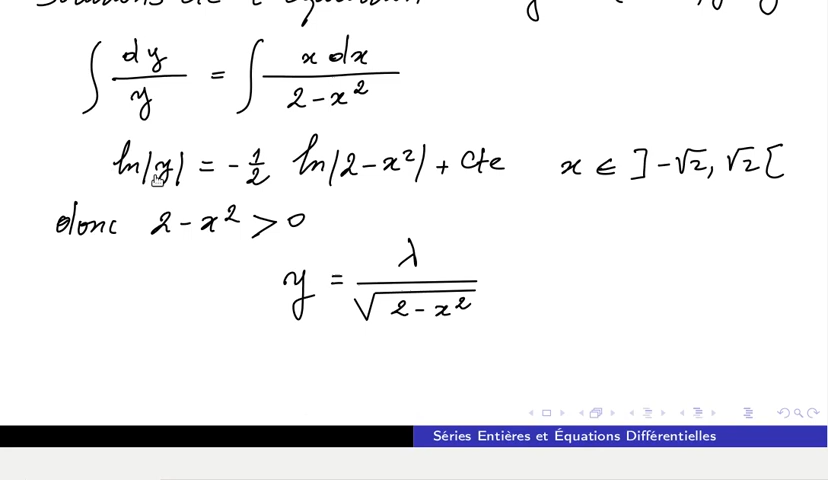 ∫ dy/y = ∫ x dx / (2 - x²)
ln|y| = - 1/2 ln|2 - x²| + Cte x ∈ ]-√2, √2[
donc 2 - x² > 0
y = λ / √(2 - x²)
Séries Entières et Équations Différentielles